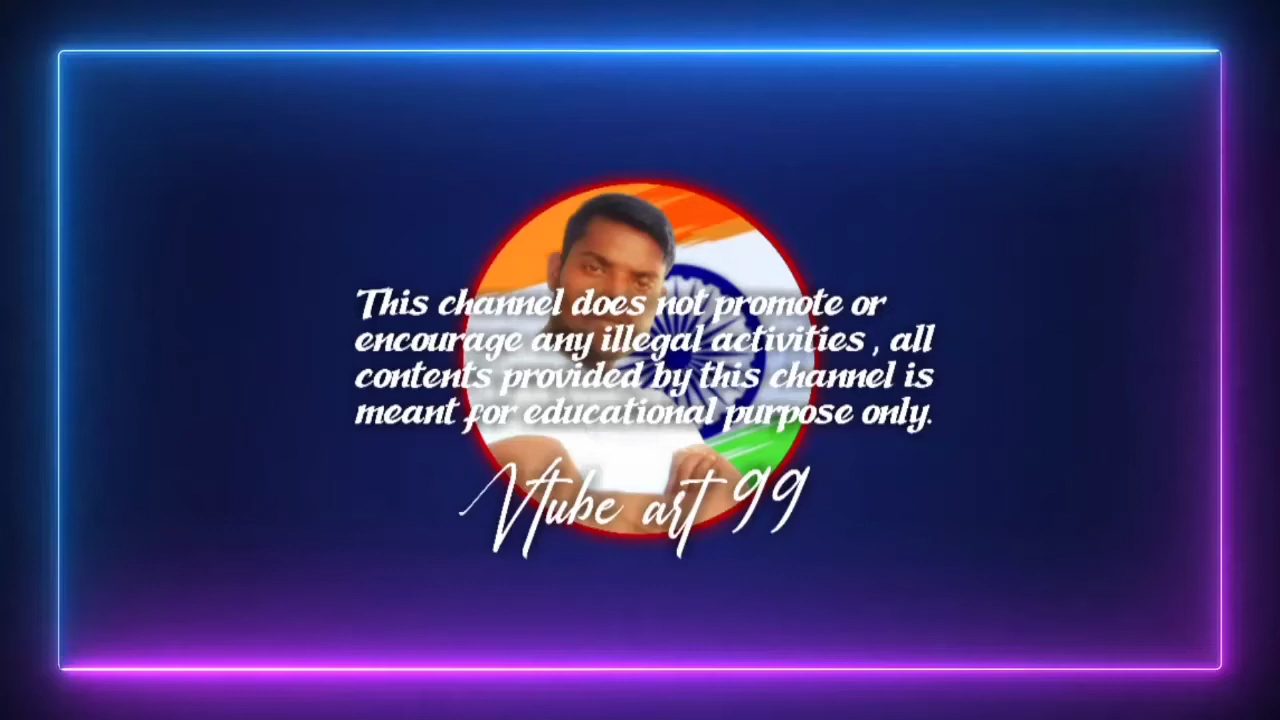 This channel does not promote or
encourage any illegal activities , all
contents provided by this channel is
meant for educational purpose only.
Vtube art 99